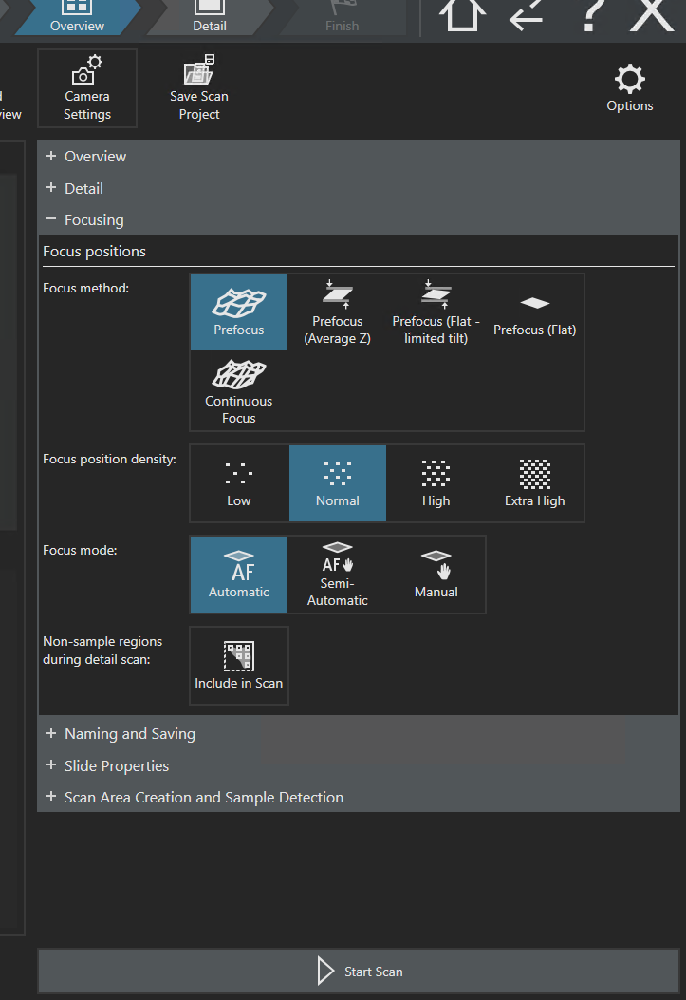 Overview
Detail
Finish
?
view
Camera
Settings
Save Scan
Project
Options
+ Overview
+ Detail
− Focusing
Focus positions
Focus method:
Prefocus
Prefocus
(Average Z)
Prefocus (Flat -
limited tilt)
Prefocus (Flat)
Continuous
Focus
Focus position density:
Low
Normal
High
Extra High
Focus mode:
AF
Automatic
AF
Semi-
Automatic
Manual
Non-sample regions
during detail scan:
Include in Scan
+ Naming and Saving
+ Slide Properties
+ Scan Area Creation and Sample Detection
Start Scan